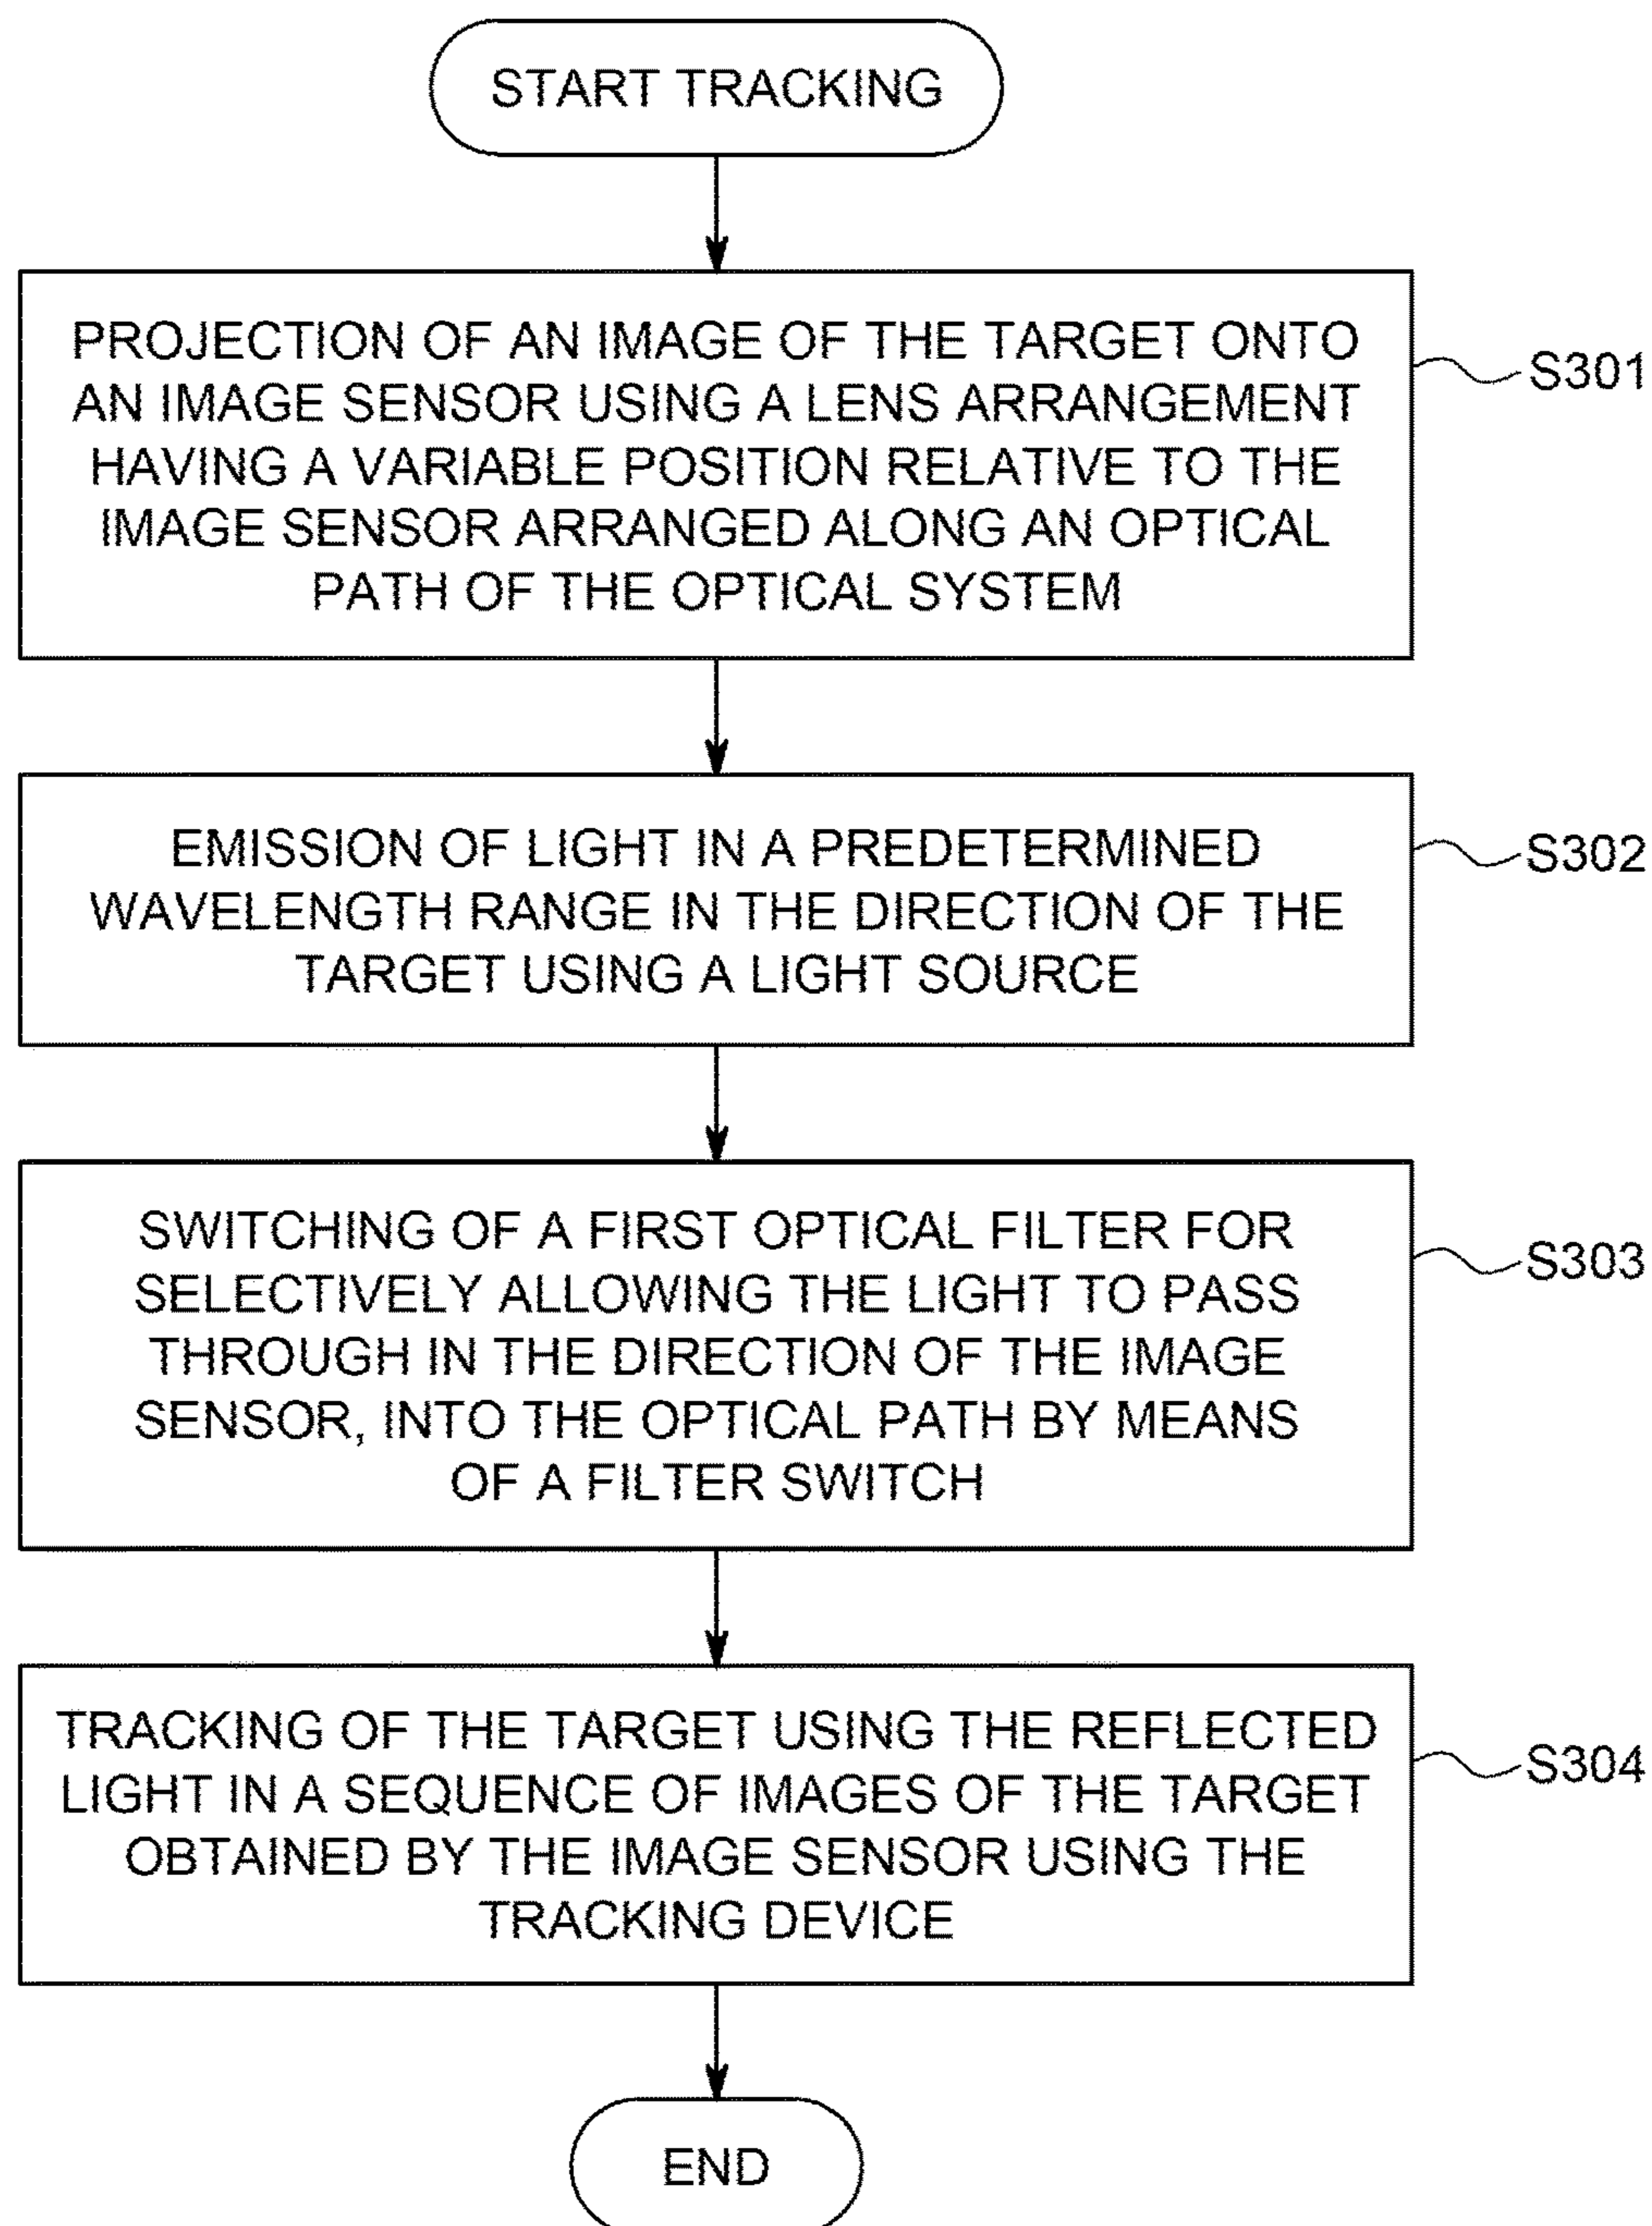 START TRACKING
PROJECTION OF AN IMAGE OF THE TARGET ONTO
AN IMAGE SENSOR USING A LENS ARRANGEMENT
HAVING A VARIABLE POSITION RELATIVE TO THE
IMAGE SENSOR ARRANGED ALONG AN OPTICAL
PATH OF THE OPTICAL SYSTEM
S301
EMISSION OF LIGHT IN A PREDETERMINED
WAVELENGTH RANGE IN THE DIRECTION OF THE
TARGET USING A LIGHT SOURCE
S302
SWITCHING OF A FIRST OPTICAL FILTER FOR
SELECTIVELY ALLOWING THE LIGHT TO PASS
THROUGH IN THE DIRECTION OF THE IMAGE
SENSOR, INTO THE OPTICAL PATH BY MEANS
OF A FILTER SWITCH
S303
TRACKING OF THE TARGET USING THE REFLECTED
LIGHT IN A SEQUENCE OF IMAGES OF THE TARGET
OBTAINED BY THE IMAGE SENSOR USING THE
TRACKING DEVICE
S304
END